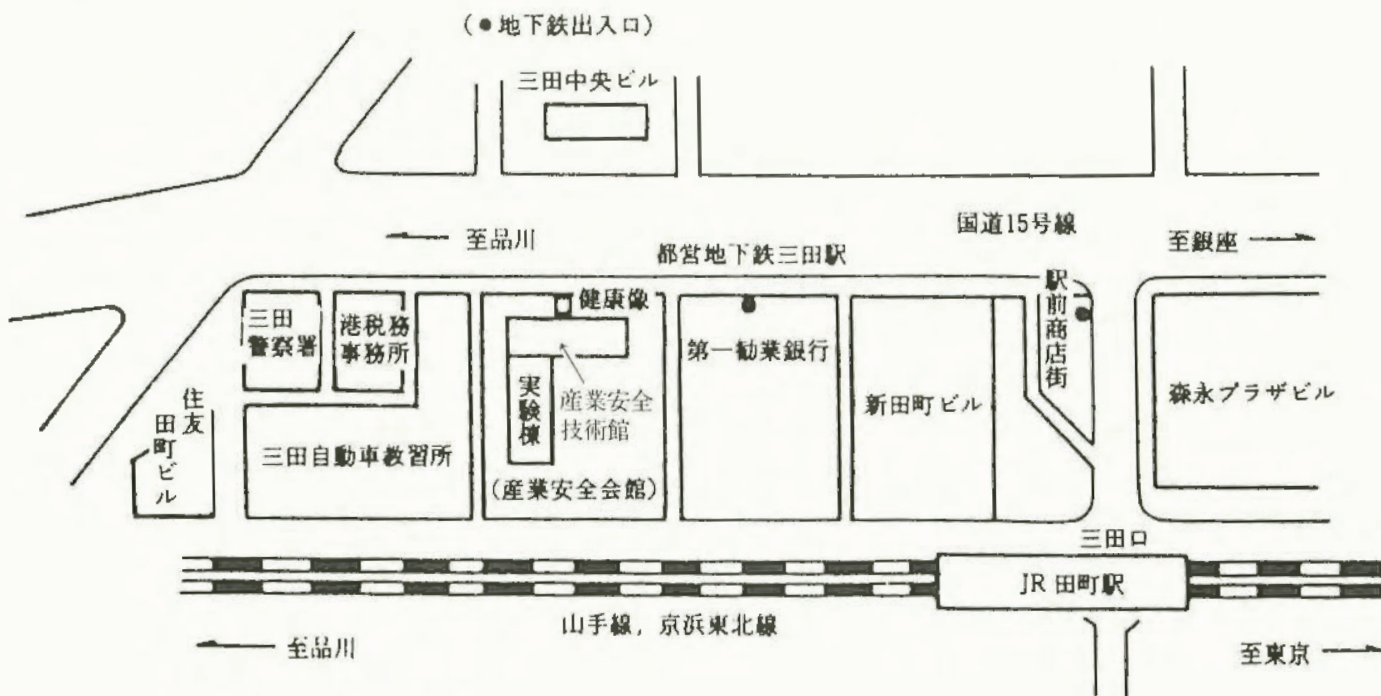 (●地下鉄出入口)
三田中央ビル
国道15号線
至品川
至銀座
都営地下鉄三田駅
駅前商店街
健康像
三田
警察署
港税務
事務所
第一勧業銀行
新田町ビル
森永プラザビル
実験棟
産業安全
技術館
住友
田町ビル
三田自動車教習所
(産業安全会館)
三田口
JR 田町駅
山手線，京浜東北線
至品川
至東京